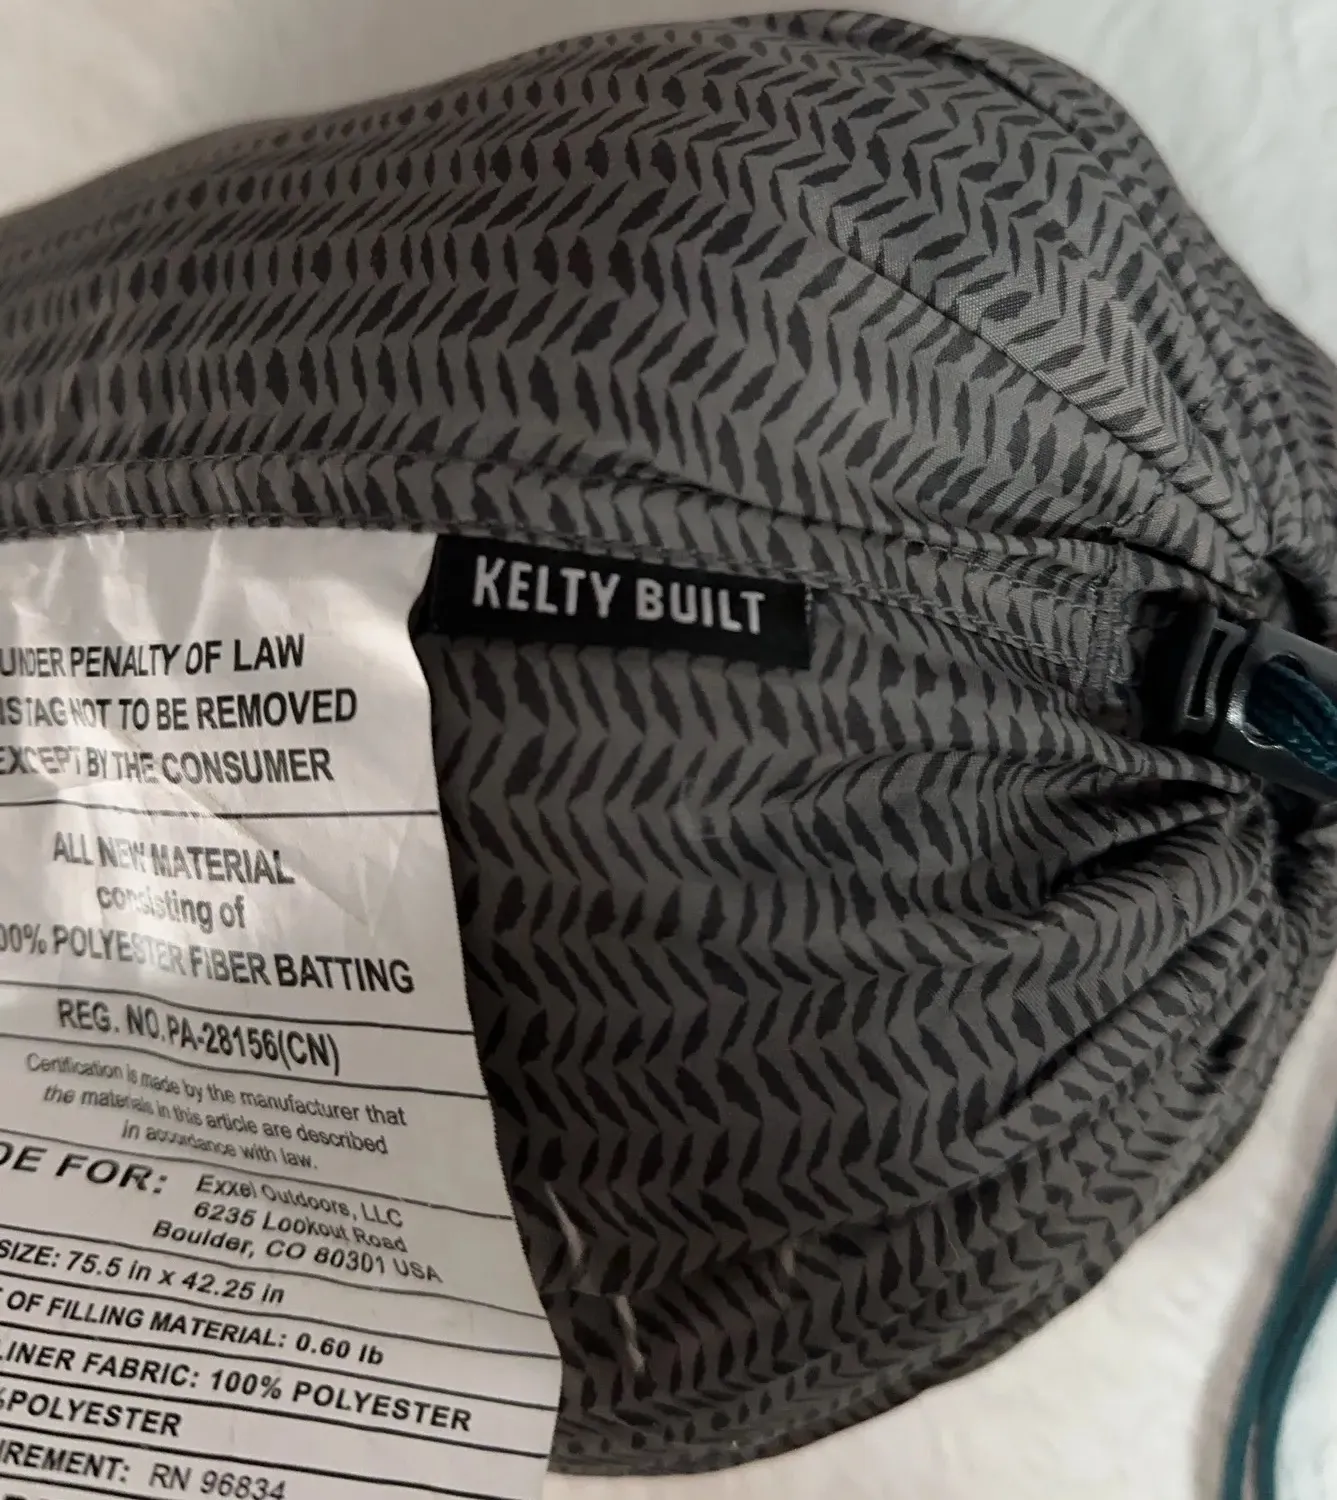 KELTY BUILT
UNDER PENALTY OF LAW
IS TAG NOT TO BE REMOVED
EXCEPT BY THE CONSUMER
ALL NEW MATERIAL
consisting of
00% POLYESTER FIBER BATTING
REG. NO.PA-28156(CN)
Certification is made by the manufacturer that
the materials in this article are described
in accordance with law.
DE FOR: Exxel Outdoors, LLC
6235 Lookout Road
Boulder, CO 80301 USA
SIZE: 75.5 in x 42.25 in
OF FILLING MATERIAL: 0.60 lb
LINER FABRIC: 100% POLYESTER
%POLYESTER
IREMENT: RN 96834